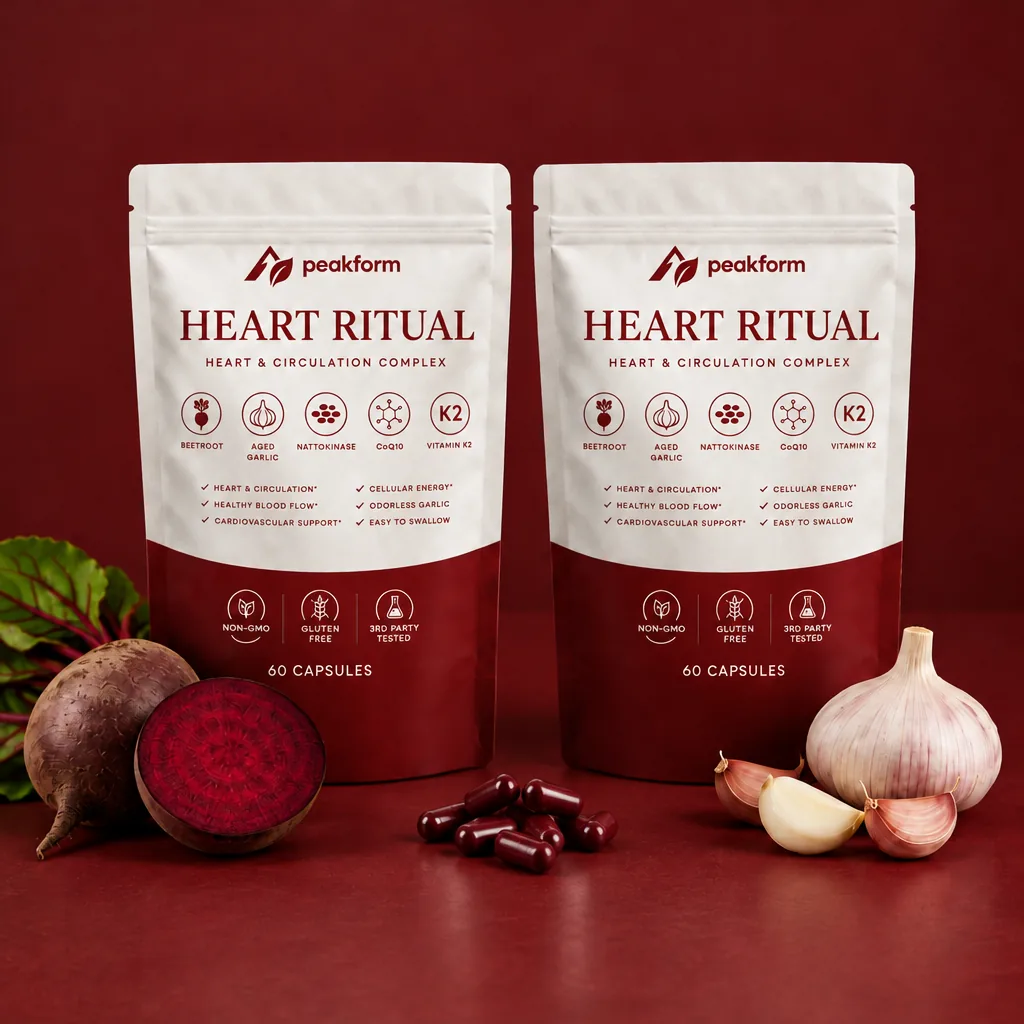 peakform
HEART RITUAL
HEART & CIRCULATION COMPLEX
BEETROOT
AGED
GARLIC
NATTOKINASE
CoQ10
K2
VITAMIN K2
✓ HEART & CIRCULATION*
✓ HEALTHY BLOOD FLOW*
✓ CARDIOVASCULAR SUPPORT*
✓ CELLULAR ENERGY*
✓ ODORLESS GARLIC
✓ EASY TO SWALLOW
NON-GMO
GLUTEN
FREE
3RD PARTY
TESTED
60 CAPSULES
peakform
HEART RITUAL
HEART & CIRCULATION COMPLEX
BEETROOT
AGED
GARLIC
NATTOKINASE
CoQ10
K2
VITAMIN K2
✓ HEART & CIRCULATION*
✓ HEALTHY BLOOD FLOW*
✓ CARDIOVASCULAR SUPPORT*
✓ CELLULAR ENERGY*
✓ ODORLESS GARLIC
✓ EASY TO SWALLOW
NON-GMO
GLUTEN
FREE
3RD PARTY
TESTED
60 CAPSULES